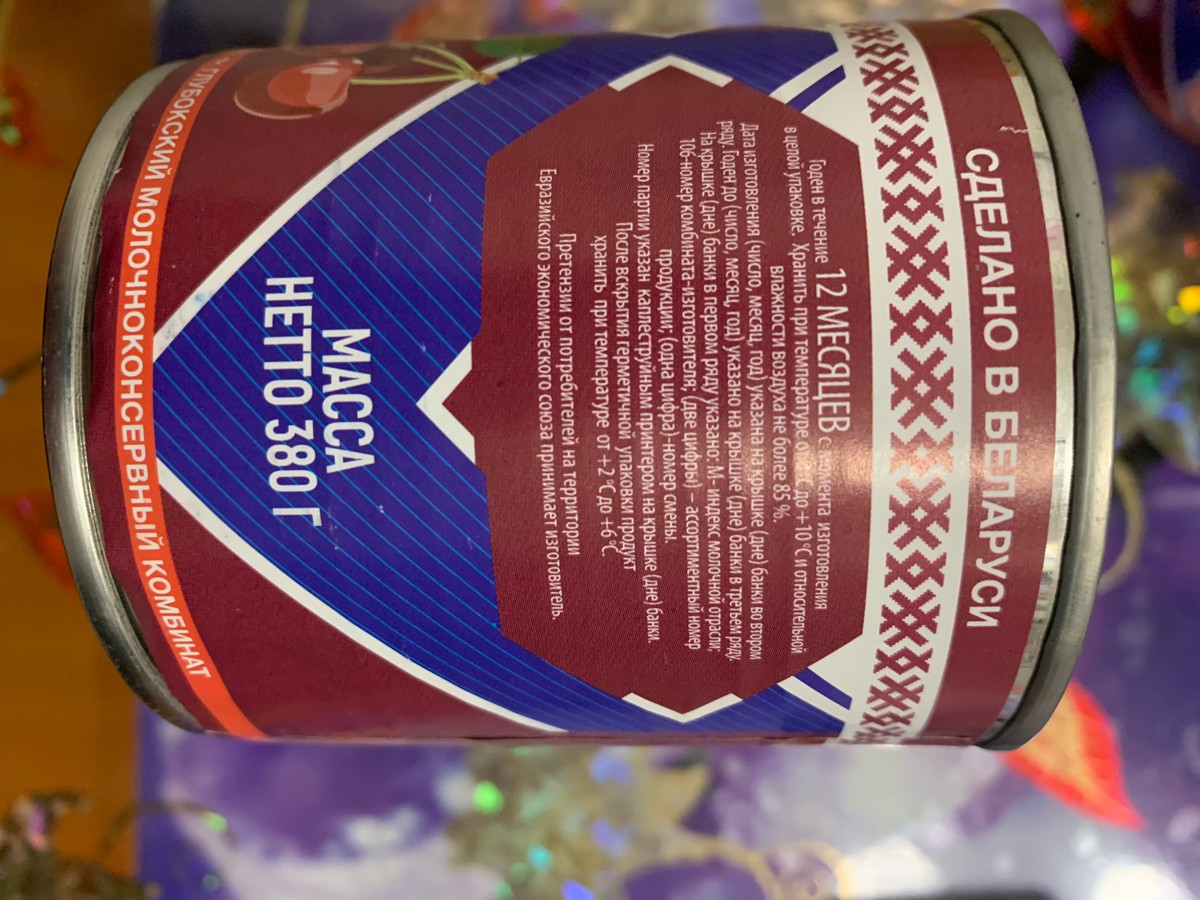 СДЕЛАНО В БЕЛАРУСИ
Годен в течение 12 МЕСЯЦЕВ с момента изготовления
в целой упаковке. Хранить при температуре от до +10 °С и относительной
влажности воздуха не более 85 %.
Дата изготовления (число, месяц, год) указана на крышке (дне) банки во втором
ряду. Годен до (число, месяц, год) указано на крышке (дне) банки в третьем ряду.
На крышке (дне) банки в первом ряду указано: М- индекс молочной отрасли;
106-номер комбината-изготовителя; (две цифры) – ассортиментный номер
продукции; (одна цифра)-номер смены.
Номер партии указан каплеструйным принтером на крышке (дне) банки.
После вскрытия герметичной упаковки продукт
хранить при температуре от +2 °С до +6 °С
Претензии от потребителей на территории
Евразийского экономического союза принимает изготовитель.
МАССА
НЕТТО 380 Г
ГЛУБОКСКИЙ МОЛОЧНОКОНСЕРВНЫЙ КОМБИНАТ